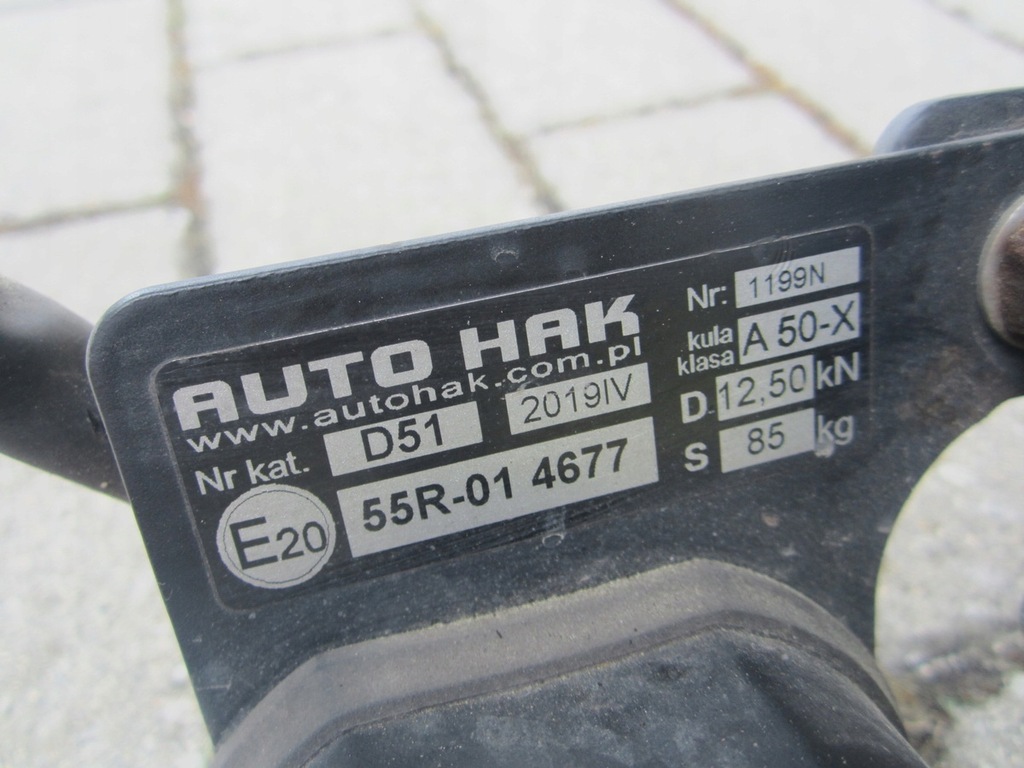 AUTO HAK
www.autohak.com.pl
Nr kat. D51 2019IV
E20 55R-01 4677
Nr: 1199N
kula klasa A 50-X
D 12,50 kN
S 85 kg